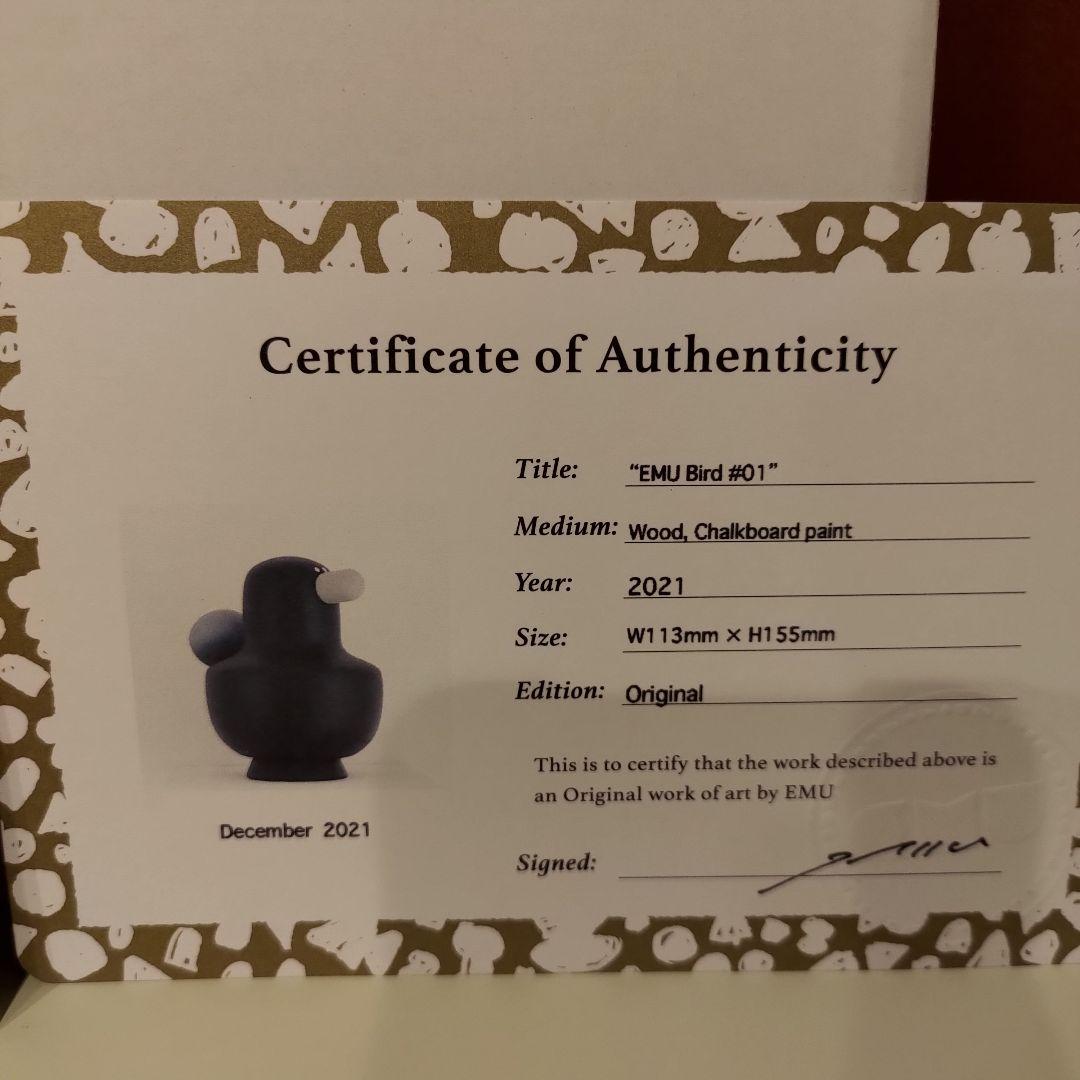 Certificate of Authenticity
Title: “EMU Bird #01”
Medium: Wood, Chalkboard paint
Year: 2021
Size: W113mm × H155mm
Edition: Original
This is to certify that the work described above is
an Original work of art by EMU
December 2021
Signed: